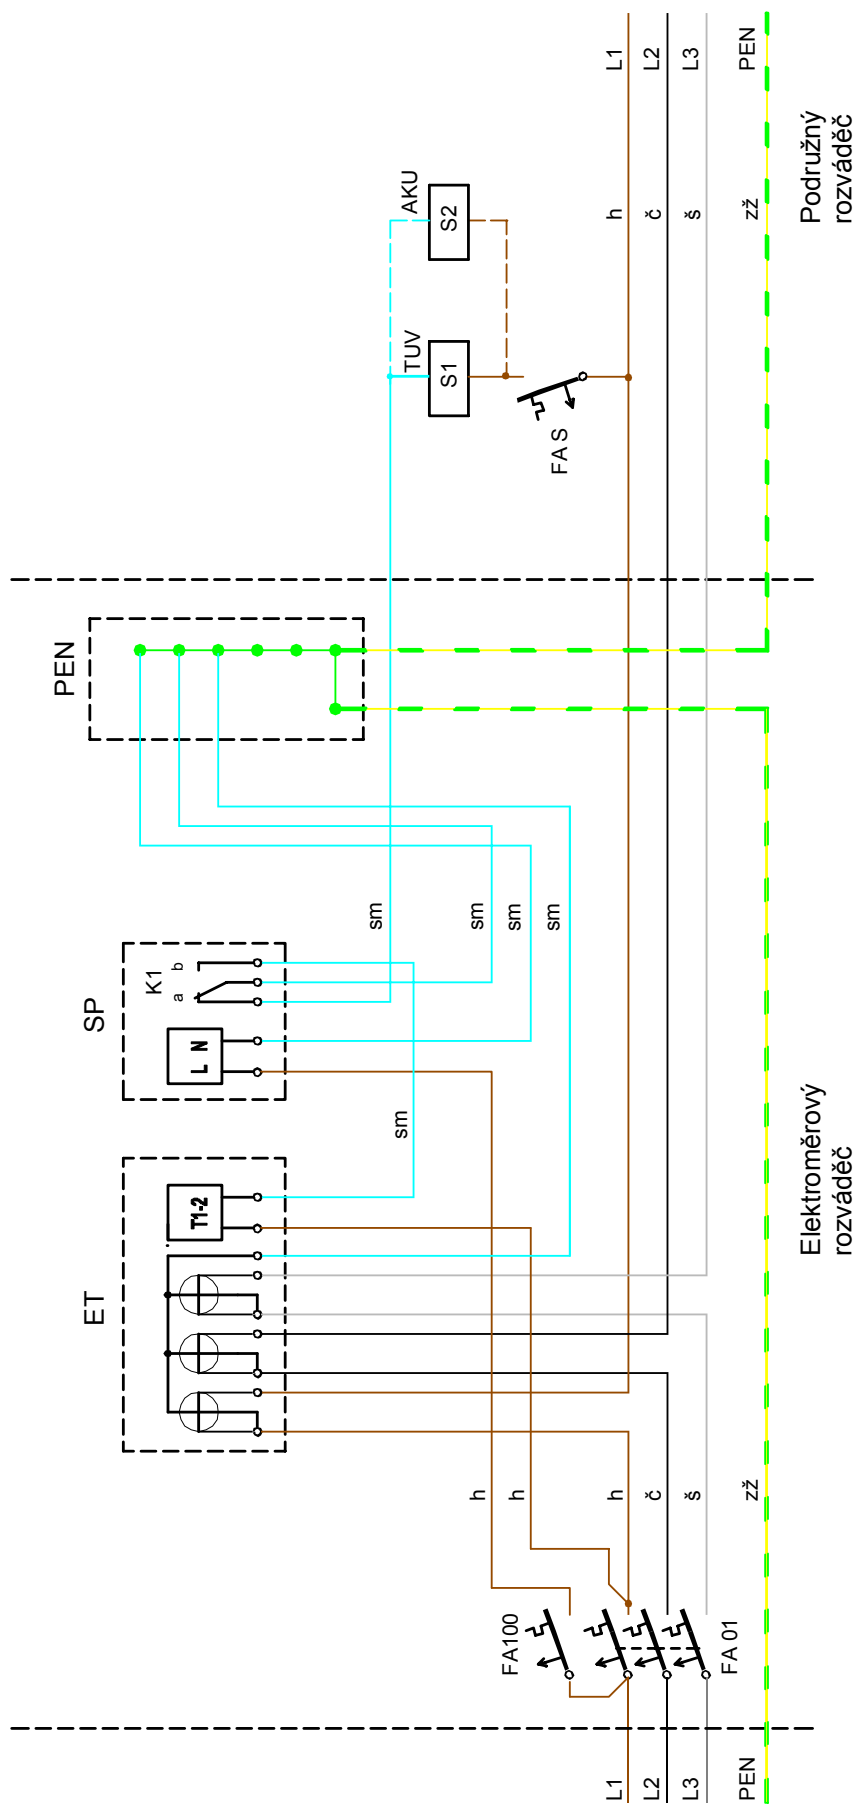 PEN
SP
K1
a
b
L N
ET
T1-2
sm
sm
sm
sm
sm
AKU
S2
TUV
S1
FA S
L1
L2
L3
PEN
h
č
š
zž
Podružný
rozváděč
Elektroměrový
rozváděč
h
h
h
č
š
zž
FA100
FA 01
L1
L2
L3
PEN